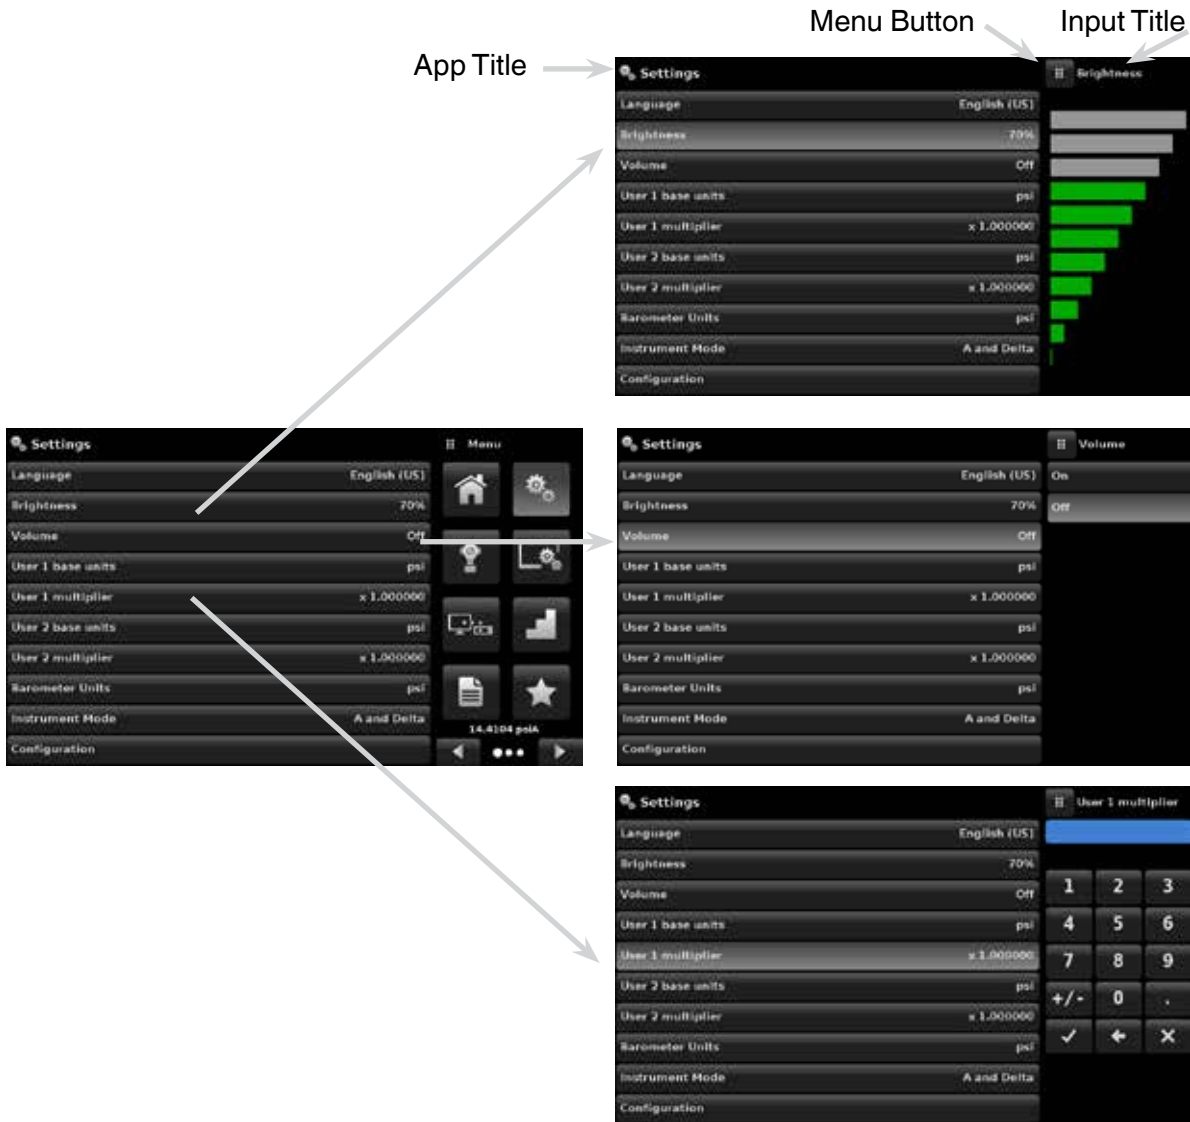 Menu Button
Input Title
App Title
Settings
Brightness
Language English (US)
Brightness 70%
Volume Off
User 1 base units psi
User 1 multiplier x 1.000000
User 2 base units psi
User 2 multiplier x 1.000000
Barometer Units psi
Instrument Mode A and Delta
Configuration
Settings
Menu
Language English (US)
Brightness 70%
Volume Off
User 1 base units psi
User 1 multiplier x 1.000000
User 2 base units psi
User 2 multiplier x 1.000000
Barometer Units psi
Instrument Mode A and Delta
Configuration
14.4104 psiA
Settings
Volume
Language English (US)
Brightness 70%
Volume Off
User 1 base units psi
User 1 multiplier x 1.000000
User 2 base units psi
User 2 multiplier x 1.000000
Barometer Units psi
Instrument Mode A and Delta
Configuration
On
Off
Settings
User 1 multiplier
Language English (US)
Brightness 70%
Volume Off
User 1 base units psi
User 1 multiplier x 1.000000
User 2 base units psi
User 2 multiplier x 1.000000
Barometer Units psi
Instrument Mode A and Delta
Configuration
1 2 3
4 5 6
7 8 9
+/- 0 .